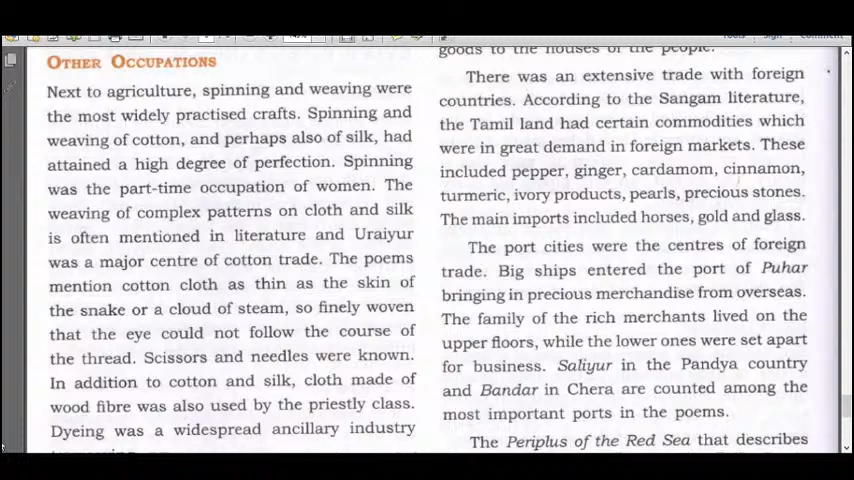 OTHER OCCUPATIONS
Next to agriculture, spinning and weaving were
the most widely practised crafts. Spinning and
weaving of cotton, and perhaps also of silk, had
attained a high degree of perfection. Spinning
was the part-time occupation of women. The
weaving of complex patterns on cloth and silk
is often mentioned in literature and Uraiyur
was a major centre of cotton trade. The poems
mention cotton cloth as thin as the skin of
the snake or a cloud of steam, so finely woven
that the eye could not follow the course of
the thread. Scissors and needles were known.
In addition to cotton and silk, cloth made of
wood fibre was also used by the priestly class.
Dyeing was a widespread ancillary industry
goods to the houses of the people.
There was an extensive trade with foreign
countries. According to the Sangam literature,
the Tamil land had certain commodities which
were in great demand in foreign markets. These
included pepper, ginger, cardamom, cinnamon,
turmeric, ivory products, pearls, precious stones.
The main imports included horses, gold and glass.
The port cities were the centres of foreign
trade. Big ships entered the port of Puhar
bringing in precious merchandise from overseas.
The family of the rich merchants lived on the
upper floors, while the lower ones were set apart
for business. Saliyur in the Pandya country
and Bandar in Chera are counted among the
most important ports in the poems.
The Periplus of the Red Sea that describes